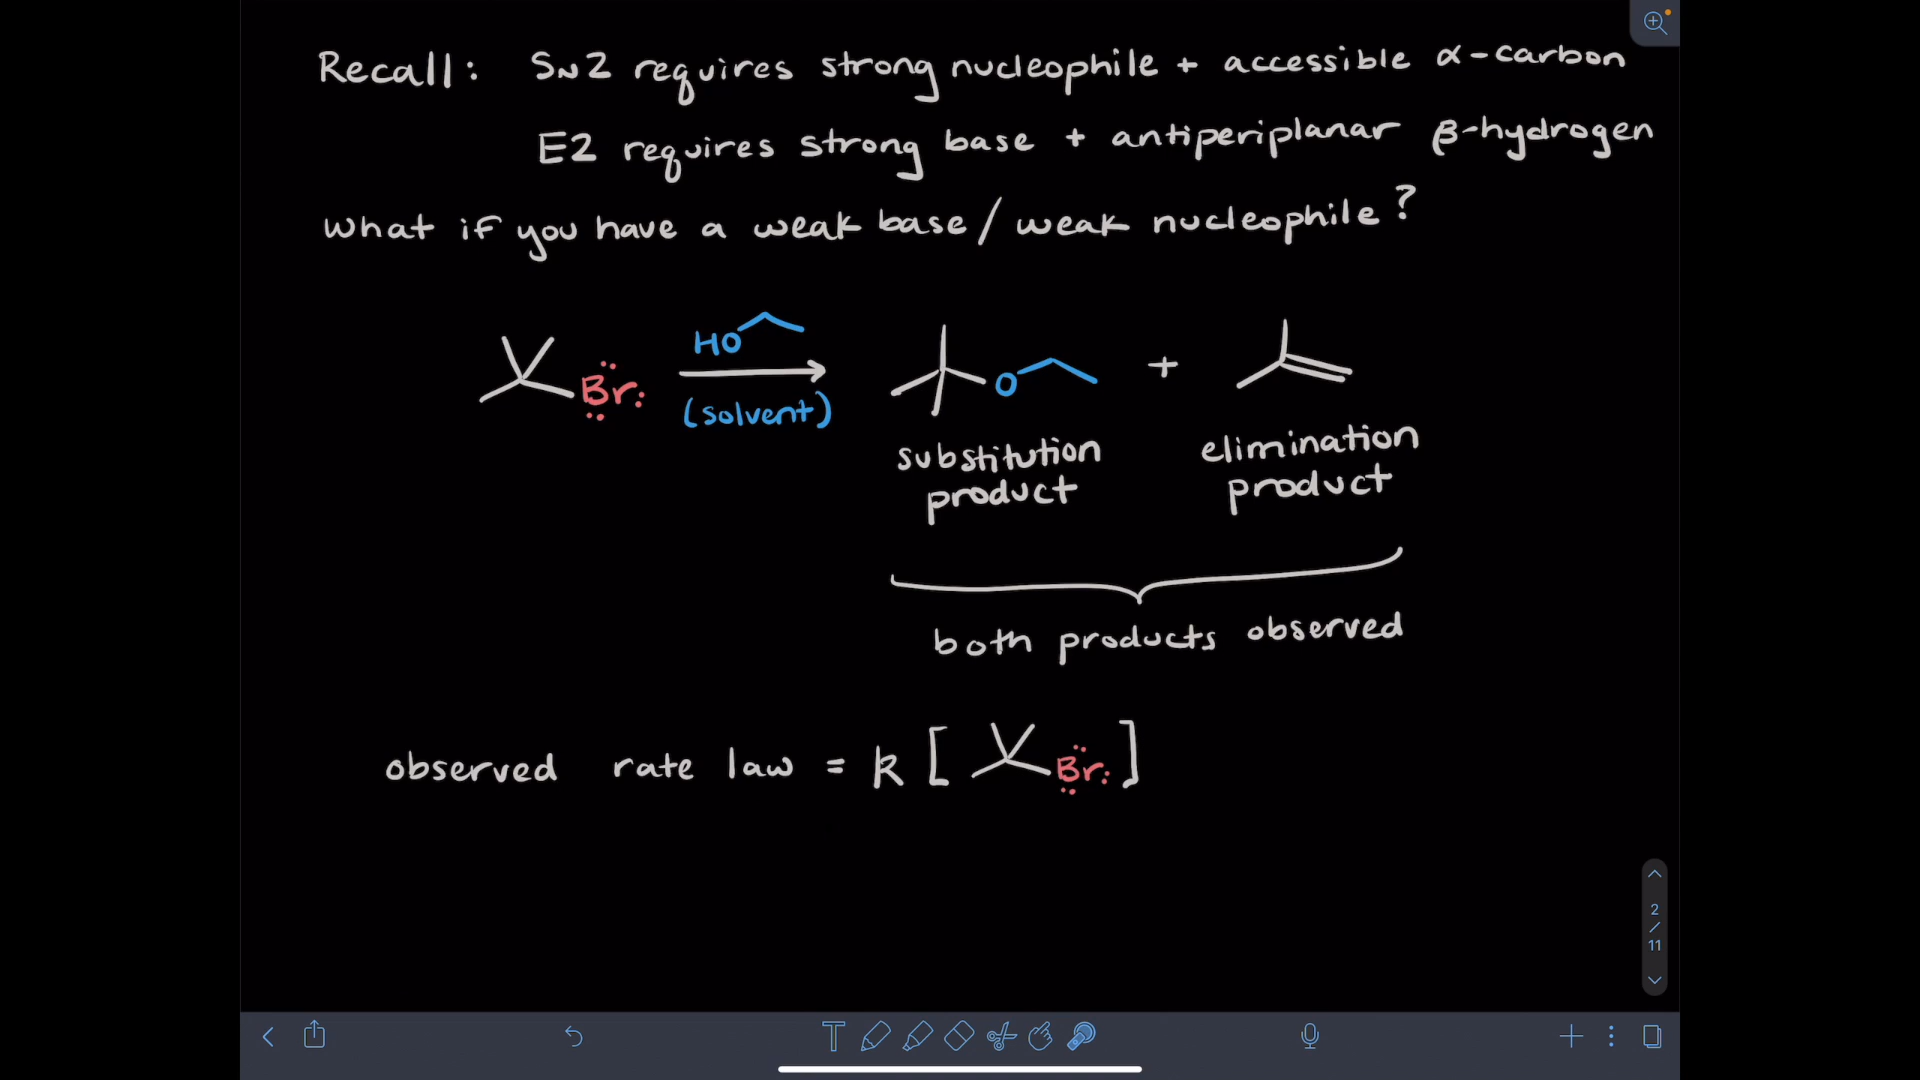 Recall: SN2 requires strong nucleophile + accessible α-carbon
E2 requires strong base + antiperiplanar β-hydrogen
What if you have a weak base/weak nucleophile?
HO
Br
(solvent)
O
+
substitution product
elimination product
both products observed
observed rate law = k [ Br ]
2
/
11
T